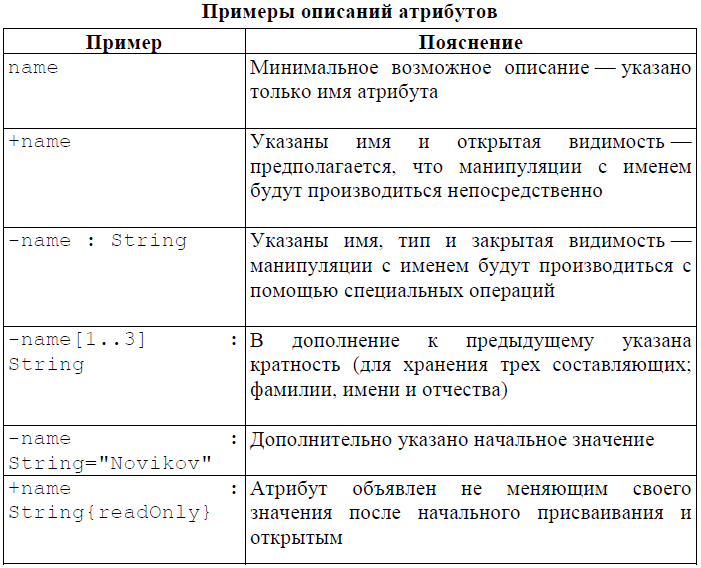 Примеры описаний атрибутов
Пример Пояснение
name Минимальное возможное описание — указано
только имя атрибута
+name Указаны имя и открытая видимость —
предполагается, что манипуляции с именем
будут производиться непосредственно
-name : String Указаны имя, тип и закрытая видимость —
манипуляции с именем будут производиться с
помощью специальных операций
-name[1..3] : В дополнение к предыдущему указана
String кратность (для хранения трех составляющих;
фамилии, имени и отчества)
-name : Дополнительно указано начальное значение
String="Novikov"
+name : Атрибут объявлен не меняющим своего
String{readOnly} значения после начального присваивания и
открытым